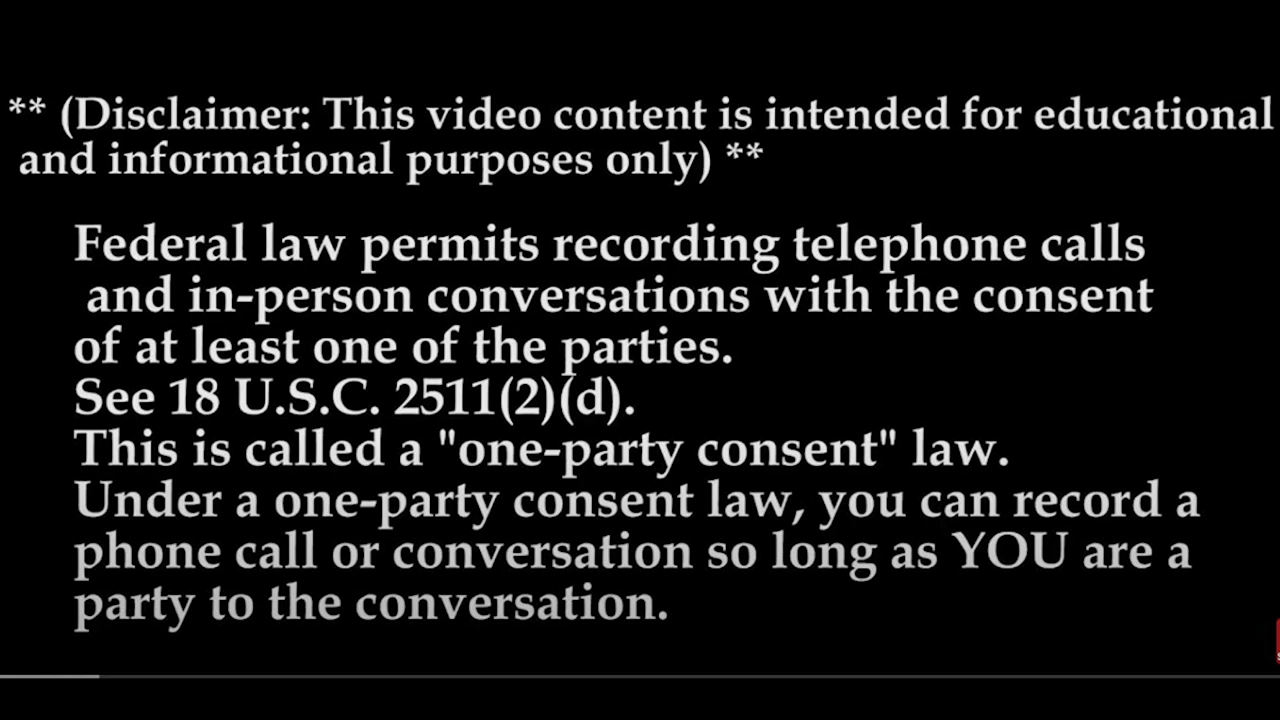 ** (Disclaimer: This video content is intended for educational
and informational purposes only) **
Federal law permits recording telephone calls
and in-person conversations with the consent
of at least one of the parties.
See 18 U.S.C. 2511(2)(d).
This is called a "one-party consent" law.
Under a one-party consent law, you can record a
phone call or conversation so long as YOU are a
party to the conversation.